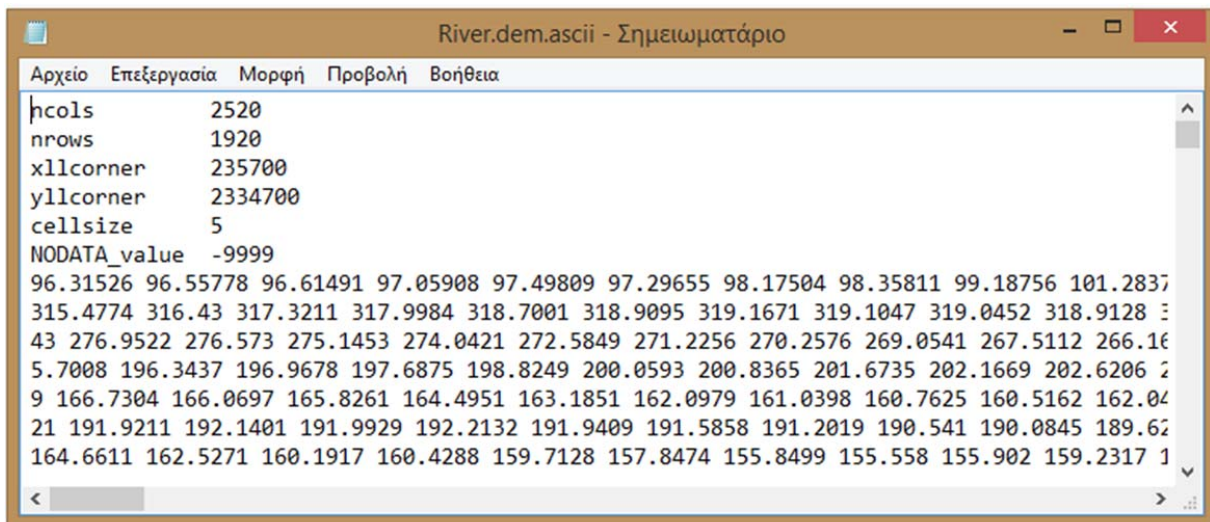 River.dem.ascii - Σημειωματάριο
Αρχείο Επεξεργασία Μορφή Προβολή Βοήθεια
ncols 2520
nrows 1920
xllcorner 235700
yllcorner 2334700
cellsize 5
NODATA_value -9999
96.31526 96.55778 96.61491 97.05908 97.49809 97.29655 98.17504 98.35811 99.18756 101.2837
315.4774 316.43 317.3211 317.9984 318.7001 318.9095 319.1671 319.1047 319.0452 318.9128
43 276.9522 276.573 275.1453 274.0421 272.5849 271.2256 270.2576 269.0541 267.5112 266.16
5.7008 196.3437 196.9678 197.6875 198.8249 200.0593 200.8365 201.6735 202.1669 202.6206
9 166.7304 166.0697 165.8261 164.4951 163.1851 162.0979 161.0398 160.7625 160.5162 162.04
21 191.9211 192.1401 191.9929 192.2132 191.9409 191.5858 191.2019 190.541 190.0845 189.62
164.6611 162.5271 160.1917 160.4288 159.7128 157.8474 155.8499 155.558 155.902 159.2317